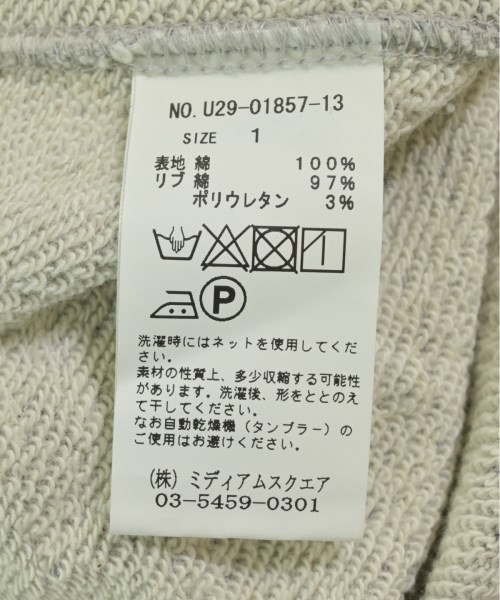 NO. U29-01857-13
SIZE 1
表地 綿 100%
リブ 綿 97%
ポリウレタン 3%
P
洗濯時にはネットを使用してくだ
さい。
素材の性質上、多少収縮する可能性
があります。洗濯後、形をととのえ
て干してください。
なお自動乾燥機(タンブラー)の
ご使用はお避けください。
(株) ミディアムスクエア
03-5459-0301